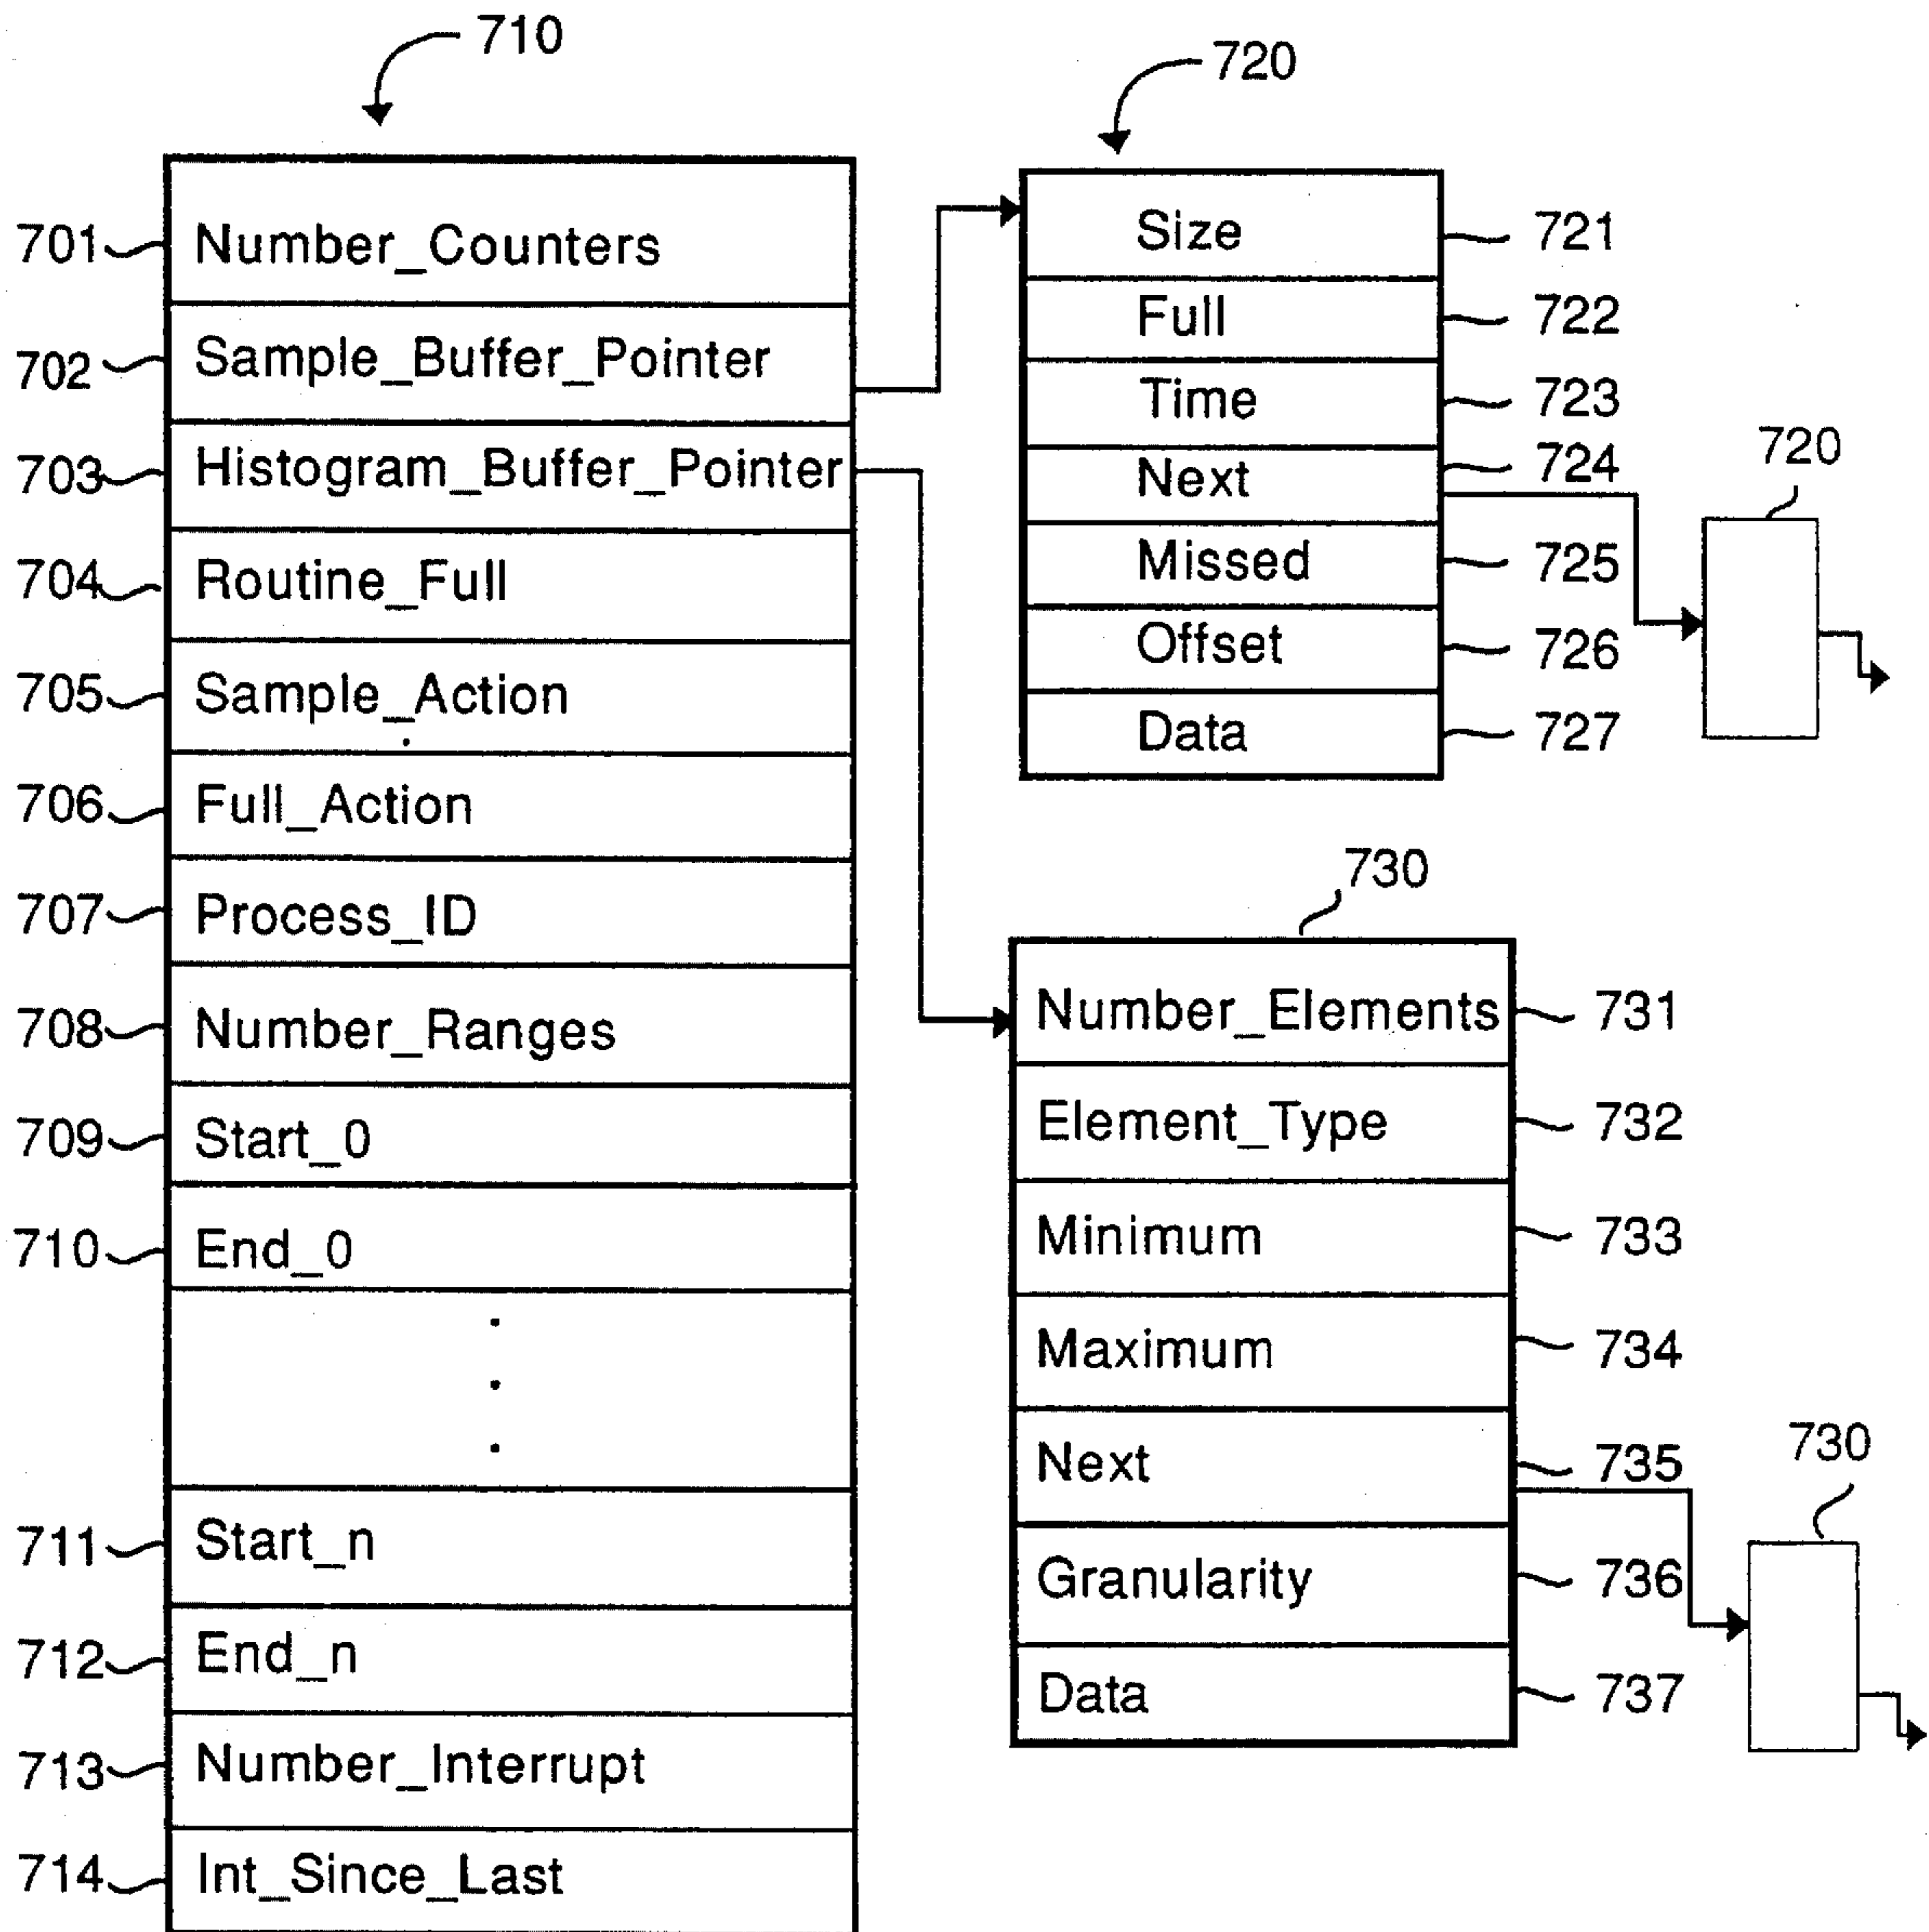 710
701 Number_Counters
702 Sample_Buffer_Pointer
703 Histogram_Buffer_Pointer
704 Routine_Full
705 Sample_Action
706 Full_Action
707 Process_ID
708 Number_Ranges
709 Start_0
710 End_0
711 Start_n
712 End_n
713 Number_Interrupt
714 Int_Since_Last
720
Size 721
Full 722
Time 723
Next 724
Missed 725
Offset 726
Data 727
720
730
Number_Elements 731
Element_Type 732
Minimum 733
Maximum 734
Next 735
Granularity 736
Data 737
730